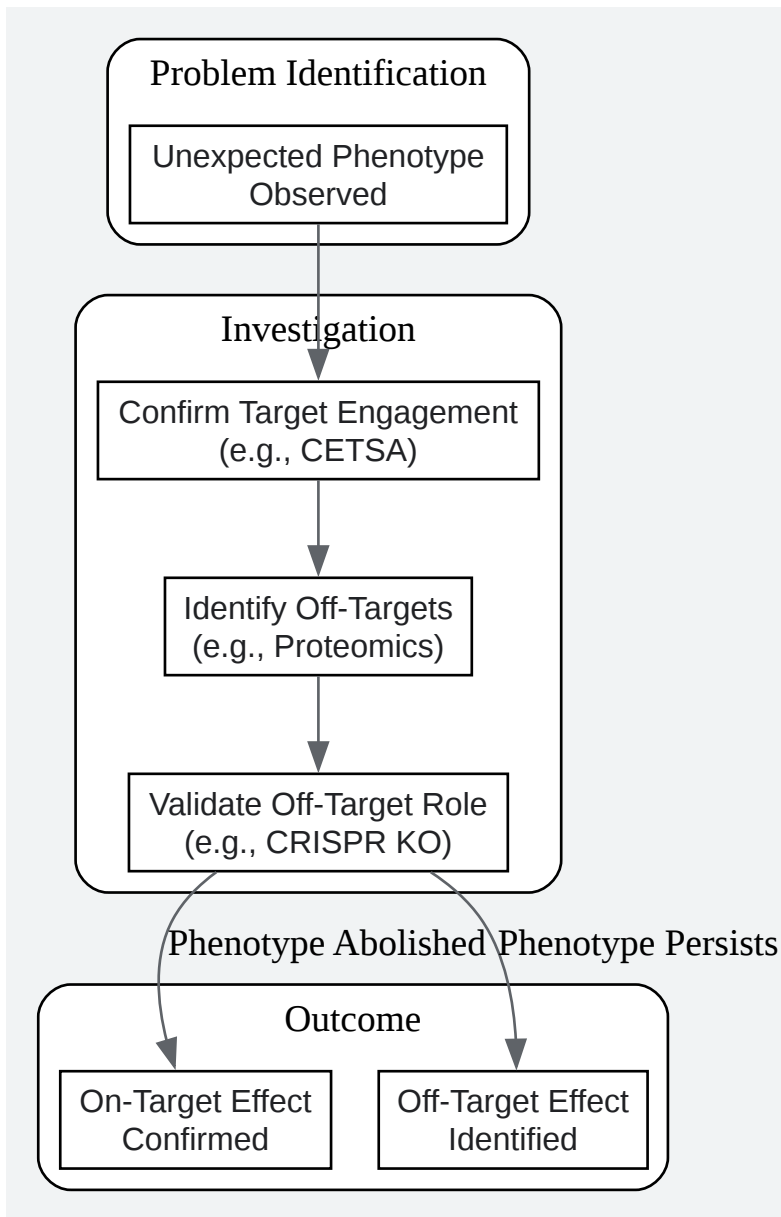 Problem Identification
Unexpected Phenotype
Observed
Investigation
Confirm Target Engagement
(e.g., CETSA)
Identify Off-Targets
(e.g., Proteomics)
Validate Off-Target Role
(e.g., CRISPR KO)
Phenotype Abolished
Phenotype Persists
Outcome
On-Target Effect
Confirmed
Off-Target Effect
Identified